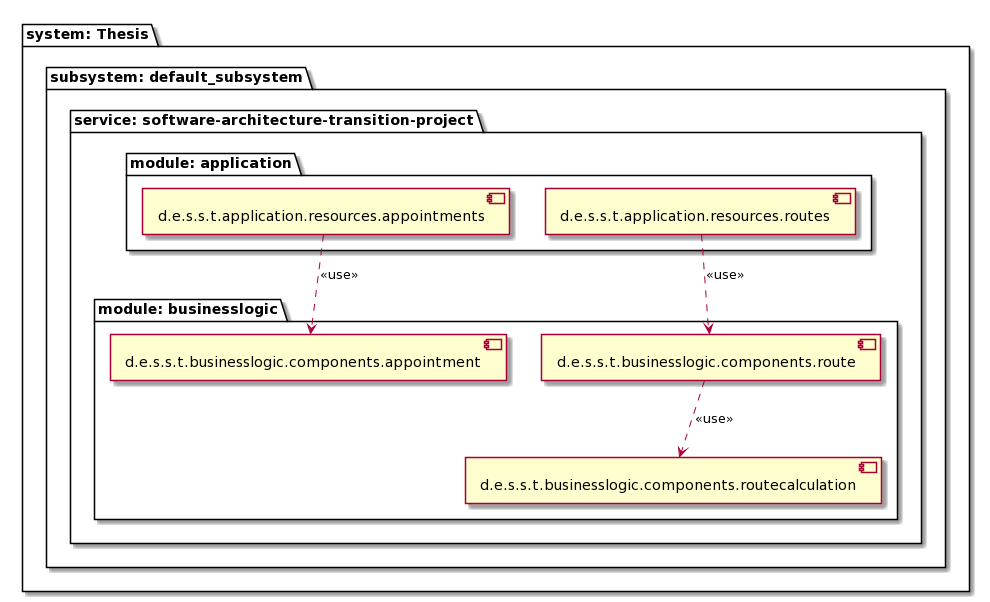 system: Thesis
subsystem: default_subsystem
service: software-architecture-transition-project
module: application
d.e.s.s.t.application.resources.appointments
d.e.s.s.t.application.resources.routes
«use»
«use»
module: businesslogic
d.e.s.s.t.businesslogic.components.appointment
d.e.s.s.t.businesslogic.components.route
«use»
d.e.s.s.t.businesslogic.components.routecalculation